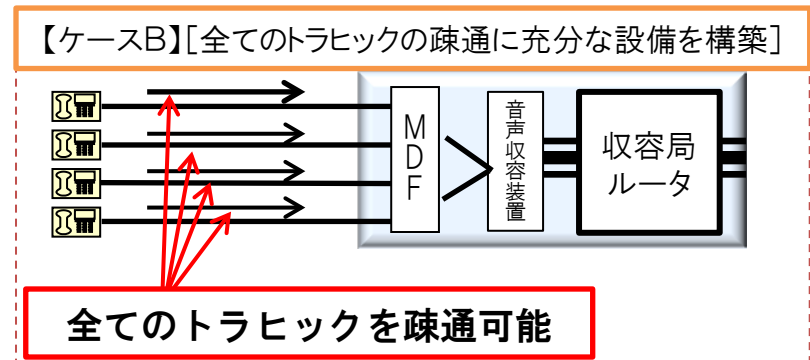 【ケースB】[全てのトラヒックの疎通に充分な設備を構築]
MDF
音声収容装置
収容局
ルータ
全てのトラヒックを疎通可能